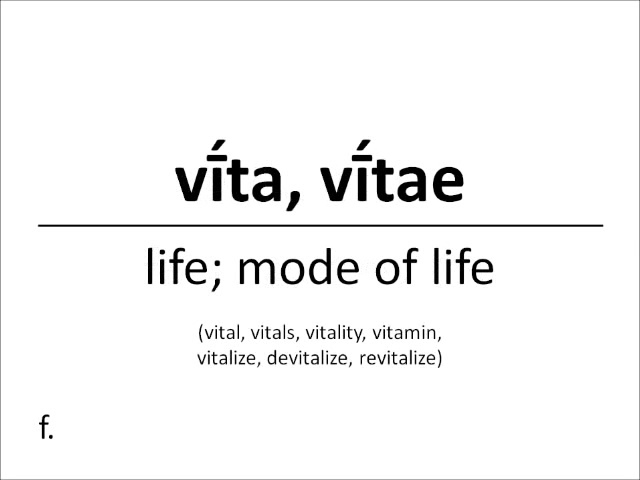 vī́ta, vī́tae
life; mode of life
(vital, vitals, vitality, vitamin,
vitalize, devitalize, revitalize)
f.